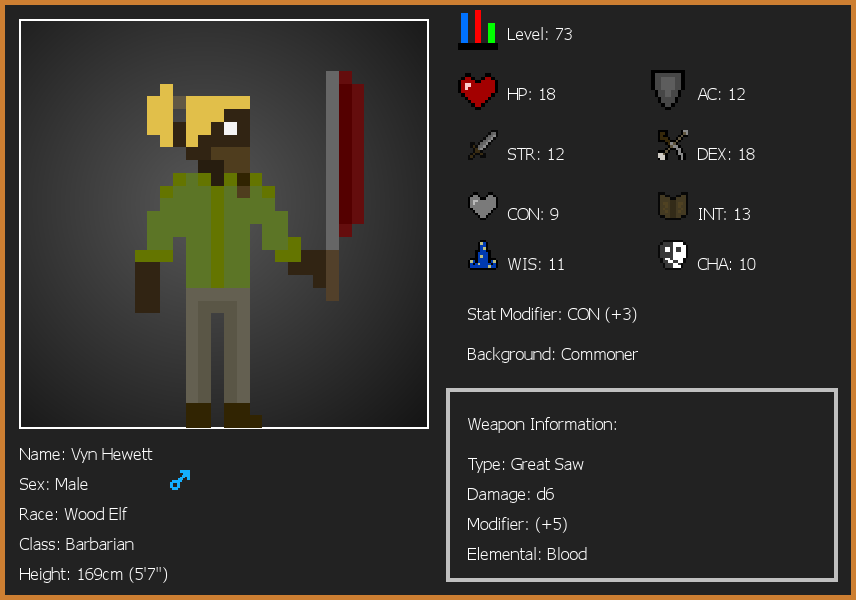 Level: 73
HP: 18
AC: 12
STR: 12
DEX: 18
CON: 9
INT: 13
WIS: 11
CHA: 10
Stat Modifier: CON (+3)
Background: Commoner
Weapon Information:
Type: Great Saw
Damage: d6
Modifier: (+5)
Elemental: Blood
Name: Vyn Hewett
Sex: Male
Race: Wood Elf
Class: Barbarian
Height: 169cm (5'7")